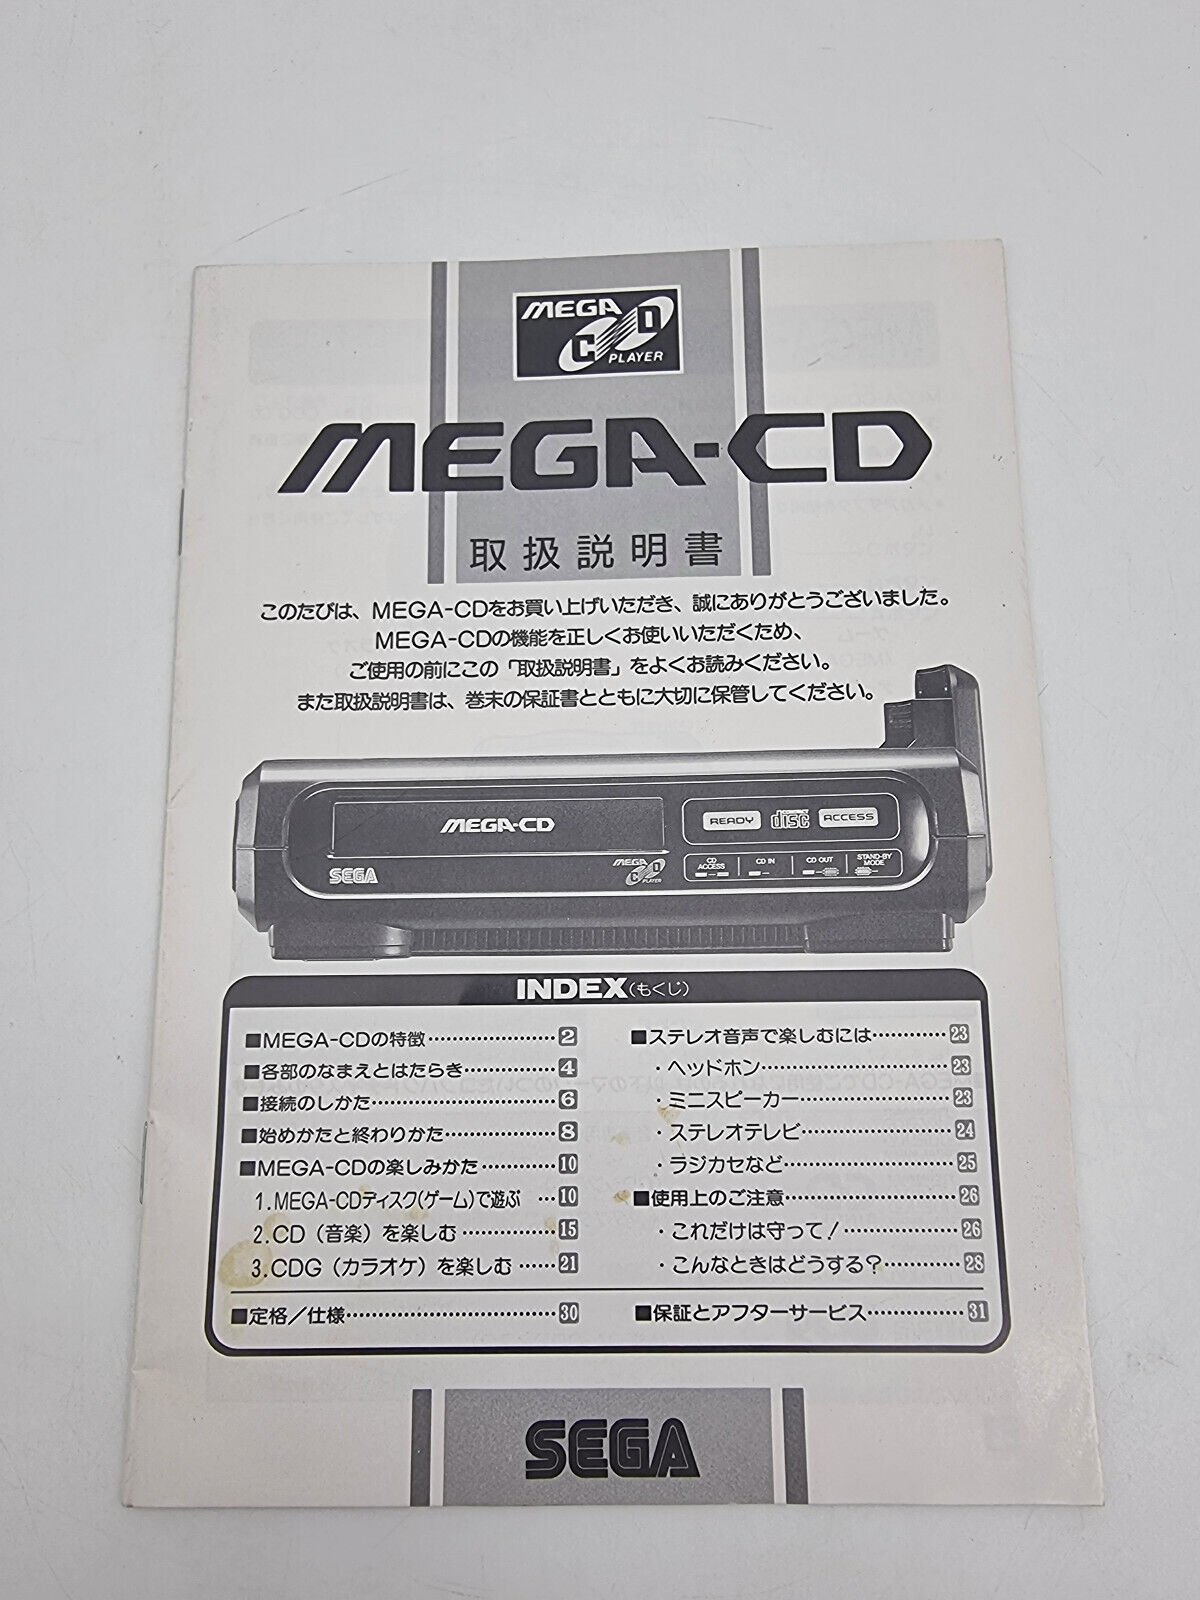 MEGA
CD
PLAYER
MEGA-CD
取扱説明書
このたびは、MEGA-CDをお買い上げいただき、誠にありがとうございました。
MEGA-CDの機能を正しくお使いいただくため、
ご使用の前にこの「取扱説明書」をよくお読みください。
また取扱説明書は、巻末の保証書とともに大切に保管してください。
MEGA-CD
READY disc ACCESS
SEGA
MEGA CD PLAYER
CD ACCESS
CD IN
CD OUT
STAND-BY MODE
INDEX(もくじ)
■MEGA-CDの特徴………………2
■各部のなまえとはたらき…………4
■接続のしかた………………………6
■始めかたと終わりかた……………8
■MEGA-CDの楽しみかた…………10
1.MEGA-CDディスク(ゲーム)で遊ぶ…10
2.CD(音楽)を楽しむ……………15
3.CDG(カラオケ)を楽しむ……21
■定格/仕様…………………………30
■ステレオ音声で楽しむには…………23
・ヘッドホン…………………………23
・ミニスピーカー……………………23
・ステレオテレビ……………………24
・ラジカセなど………………………25
■使用上のご注意……………………26
・これだけは守って!………………26
・こんなときはどうする?…………28
■保証とアフターサービス……………31
SEGA